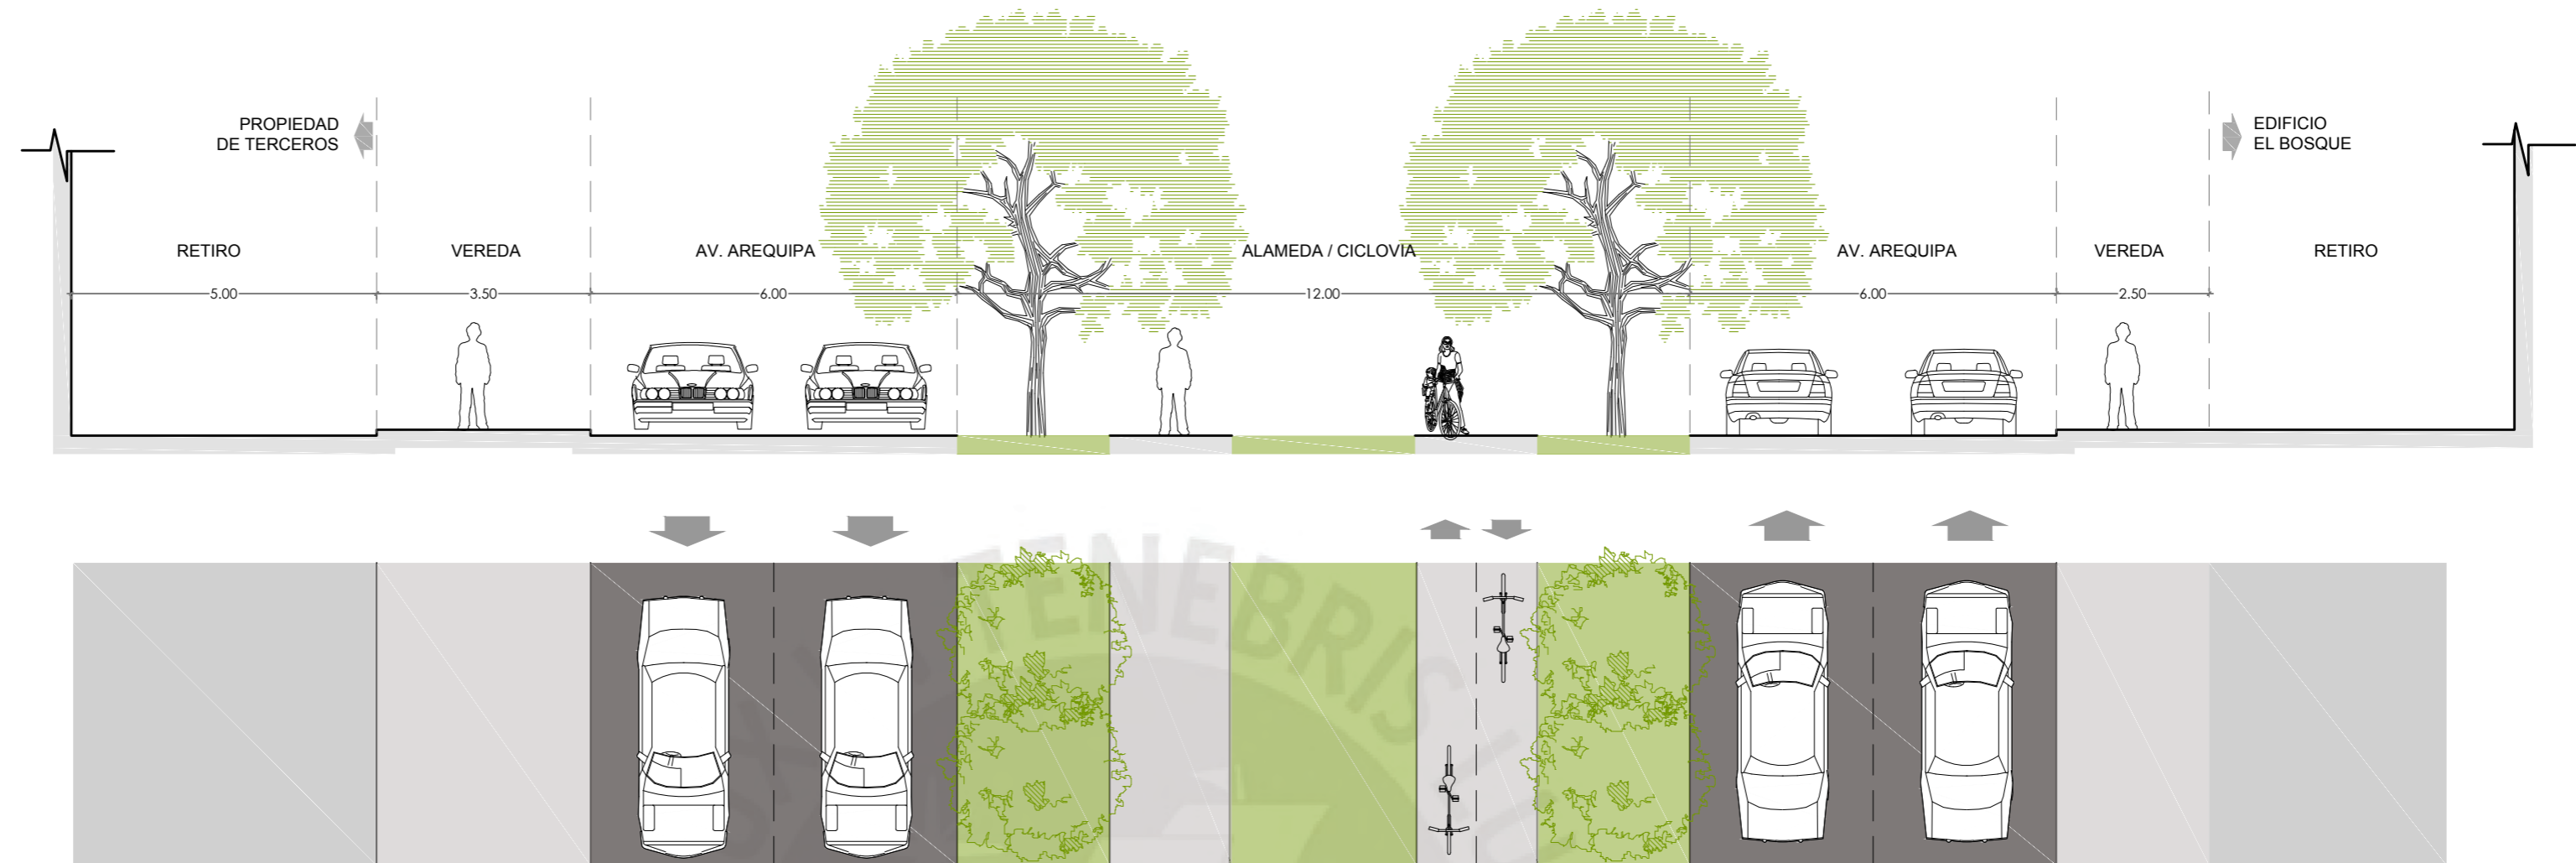 PROPIEDAD
DE TERCEROS
EDIFICIO
EL BOSQUE
RETIRO
VEREDA
AV. AREQUIPA
ALAMEDA / CICLOVIA
AV. AREQUIPA
VEREDA
RETIRO
5.00
3.50
6.00
12.00
6.00
2.50
TENEBRIS